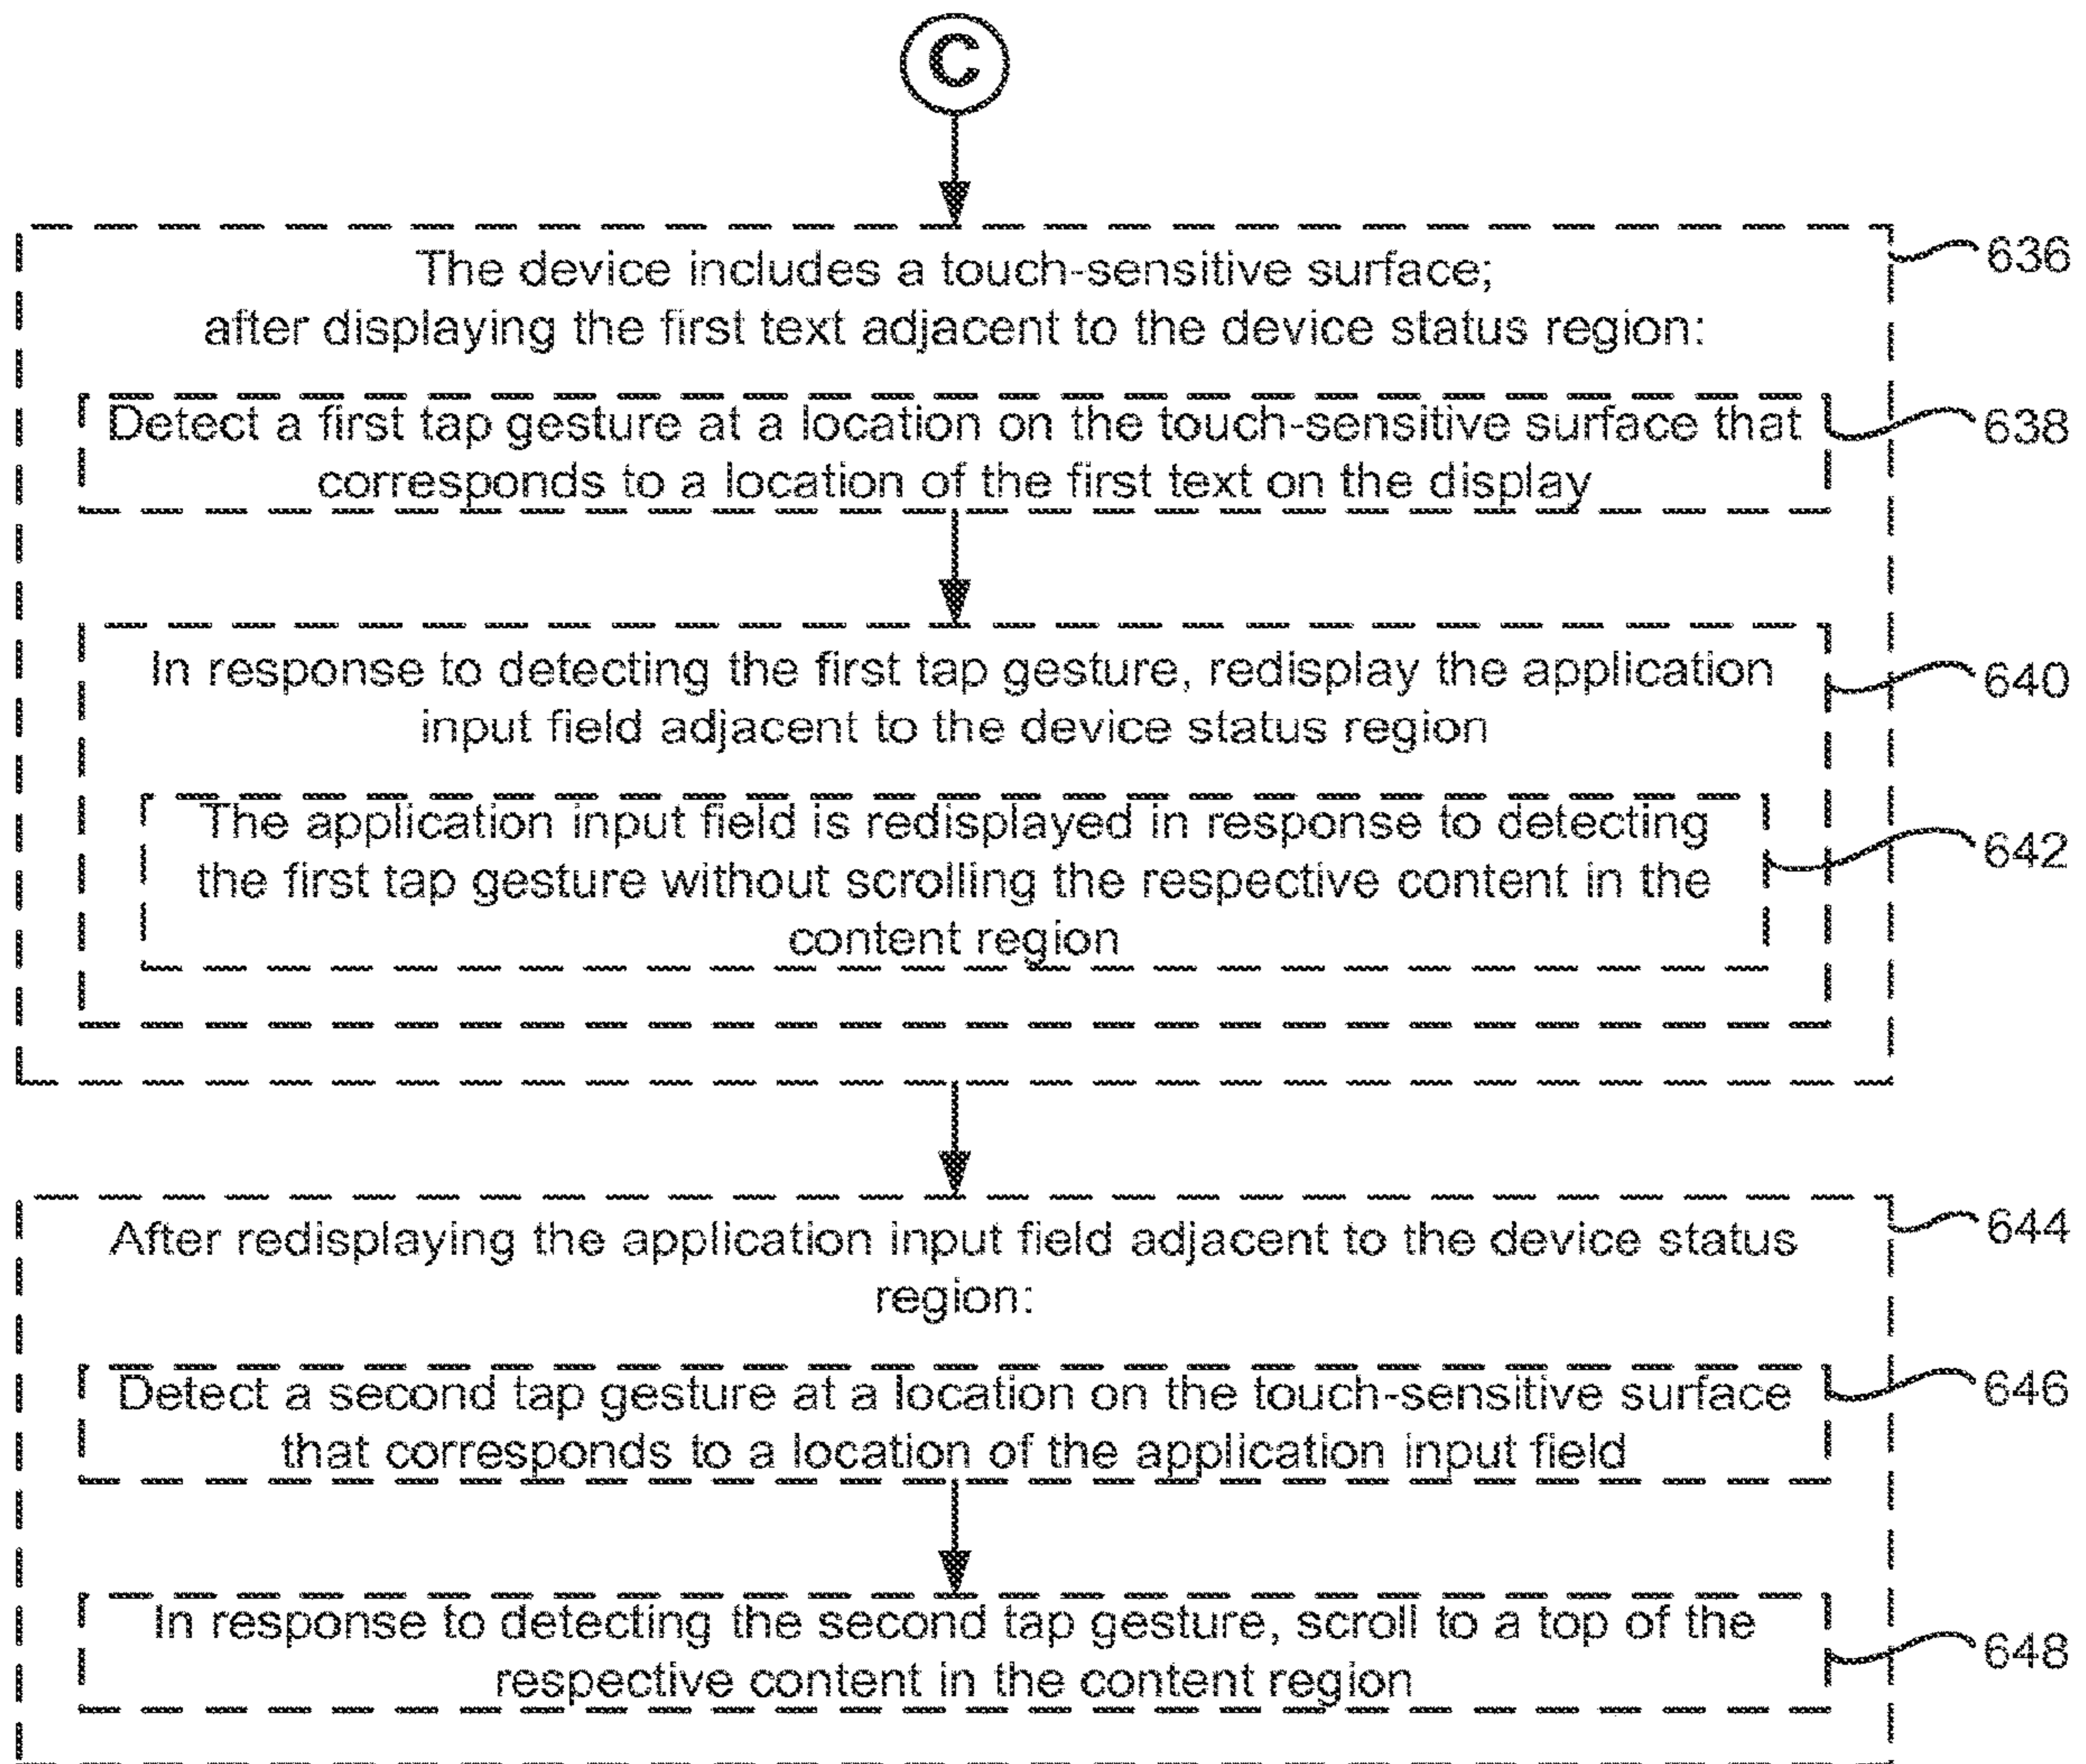 C
The device includes a touch-sensitive surface;
636
after displaying the first text adjacent to the device status region:
Detect a first tap gesture at a location on the touch-sensitive surface that
638
corresponds to a location of the first text on the display
In response to detecting the first tap gesture, redisplay the application
640
input field adjacent to the device status region
The application input field is redisplayed in response to detecting
642
the first tap gesture without scrolling the respective content in the
content region
After redisplaying the application input field adjacent to the device status
644
region:
Detect a second tap gesture at a location on the touch-sensitive surface
646
that corresponds to a location of the application input field
In response to detecting the second tap gesture, scroll to a top of the
648
respective content in the content region